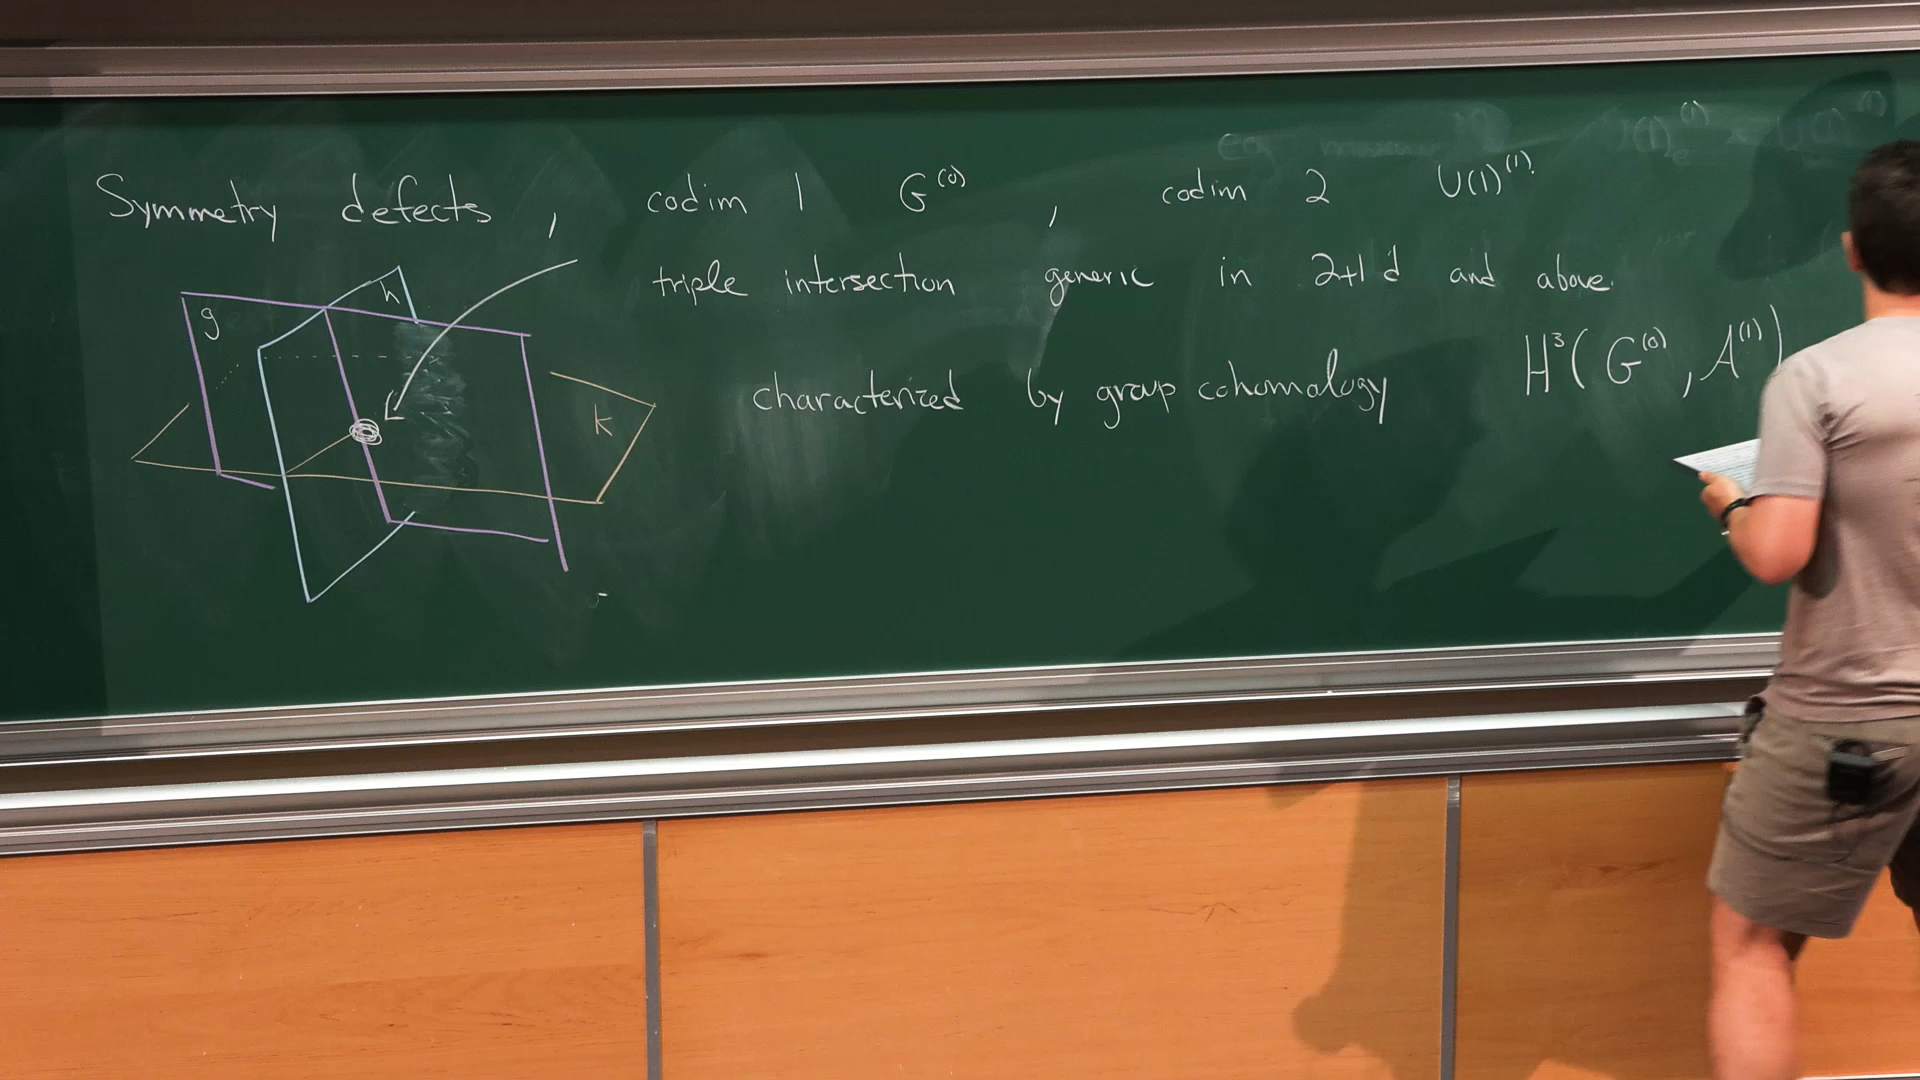 Symmetry defects, codim 1 G^(0), codim 2 U(1)^(1)
triple intersection generic in 2+1 d and above.
characterized by group cohomology H³(G^(0), A^(1))
h
g
k